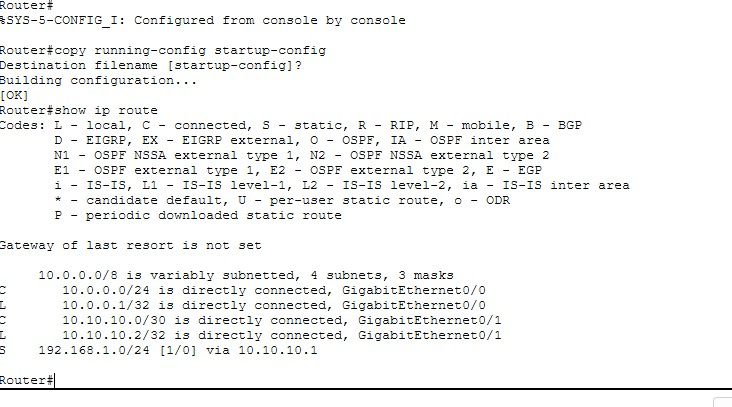 Router#
%SYS-5-CONFIG_I: Configured from console by console
Router#copy running-config startup-config
Destination filename [startup-config]?
Building configuration...
[OK]
Router#show ip route
Codes: L - local, C - connected, S - static, R - RIP, M - mobile, B - BGP
D - EIGRP, EX - EIGRP external, O - OSPF, IA - OSPF inter area
N1 - OSPF NSSA external type 1, N2 - OSPF NSSA external type 2
E1 - OSPF external type 1, E2 - OSPF external type 2, E - EGP
i - IS-IS, L1 - IS-IS level-1, L2 - IS-IS level-2, ia - IS-IS inter area
* - candidate default, U - per-user static route, o - ODR
P - periodic downloaded static route
Gateway of last resort is not set
10.0.0.0/8 is variably subnetted, 4 subnets, 3 masks
C 10.0.0.0/24 is directly connected, GigabitEthernet0/0
L 10.0.0.1/32 is directly connected, GigabitEthernet0/0
C 10.10.10.0/30 is directly connected, GigabitEthernet0/1
L 10.10.10.2/32 is directly connected, GigabitEthernet0/1
S 192.168.1.0/24 [1/0] via 10.10.10.1
Router#